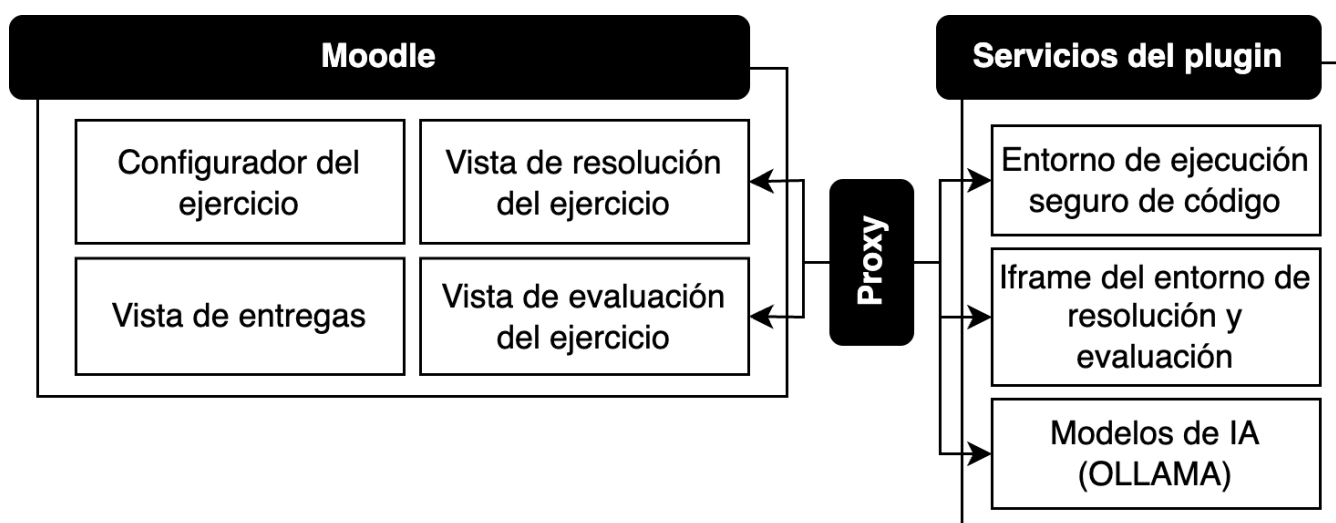 Moodle
Configurador del
ejercicio
Vista de resolución
del ejercicio
Vista de entregas
Vista de evaluación
del ejercicio
Proxy
Servicios del plugin
Entorno de ejecución
seguro de código
Iframe del entorno de
resolución y
evaluación
Modelos de IA
(OLLAMA)